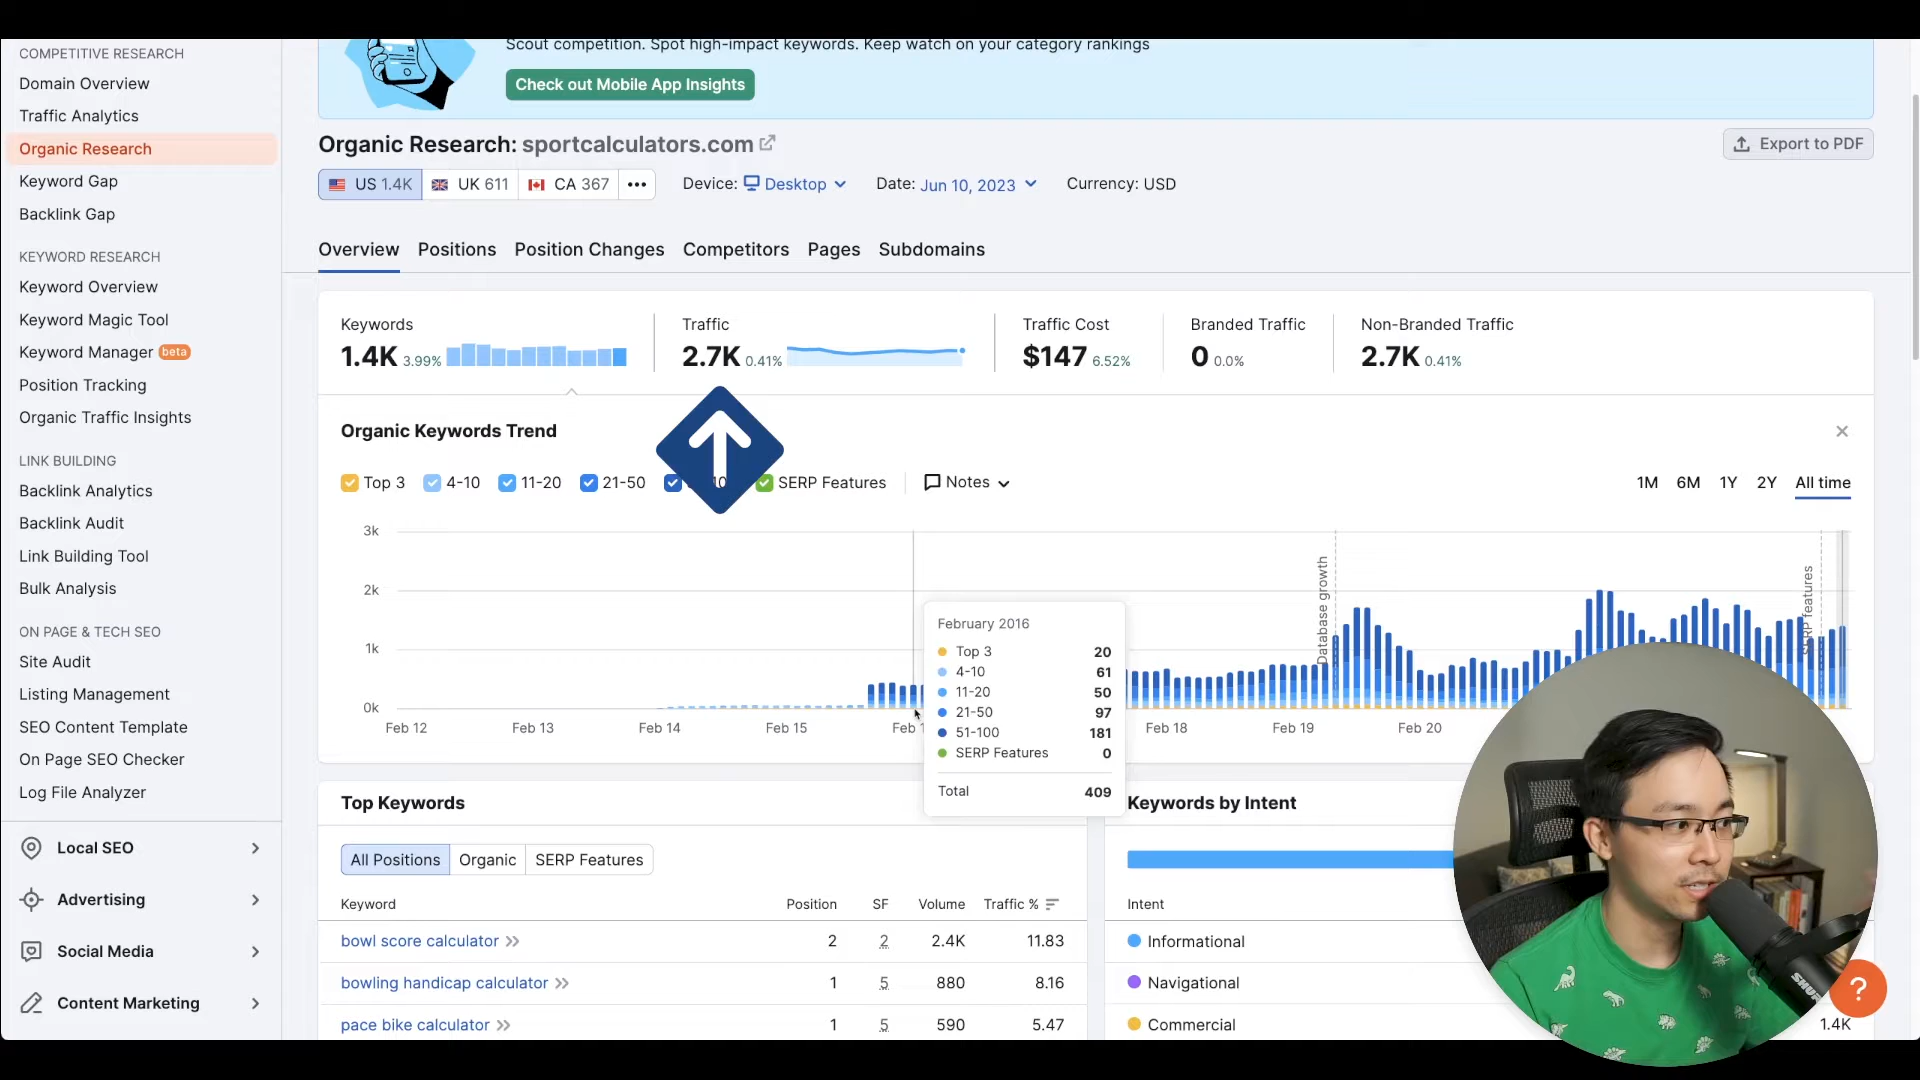 COMPETITIVE RESEARCH
Domain Overview
Traffic Analytics
Organic Research
Keyword Gap
Backlink Gap
KEYWORD RESEARCH
Keyword Overview
Keyword Magic Tool
Keyword Manager beta
Position Tracking
Organic Traffic Insights
LINK BUILDING
Backlink Analytics
Backlink Audit
Link Building Tool
Bulk Analysis
ON PAGE & TECH SEO
Site Audit
Listing Management
SEO Content Template
On Page SEO Checker
Log File Analyzer
Local SEO
Advertising
Social Media
Content Marketing
Scout competition. Spot high-impact keywords. Keep watch on your category rankings
Check out Mobile App Insights
Organic Research: sportcalculators.com
Export to PDF
US 1.4K UK 611 CA 367 Device: Desktop Date: Jun 10, 2023 Currency: USD
Overview Positions Position Changes Competitors Pages Subdomains
Keywords Traffic Traffic Cost Branded Traffic Non-Branded Traffic
1.4K 3.99% 2.7K 0.41% $147 6.52% 0 0.0% 2.7K 0.41%
Organic Keywords Trend
Top 3 4-10 11-20 21-50 SERP Features Notes 1M 6M 1Y 2Y All time
3k
2k
1k
0k
Database growth
Feb 12 Feb 13 Feb 14 Feb 15 Feb 18 Feb 19 Feb 20
February 2016
Top 3 20
4-10 61
11-20 50
21-50 97
51-100 181
SERP Features 0
Total 409
Top Keywords
All Positions Organic SERP Features
Keyword Position SF Volume Traffic %
bowl score calculator 2 2 2.4K 11.83
bowling handicap calculator 1 5 880 8.16
pace bike calculator 1 5 590 5.47
Keywords by Intent
Intent
Informational
Navigational
Commercial
1.4K
SHURE
?